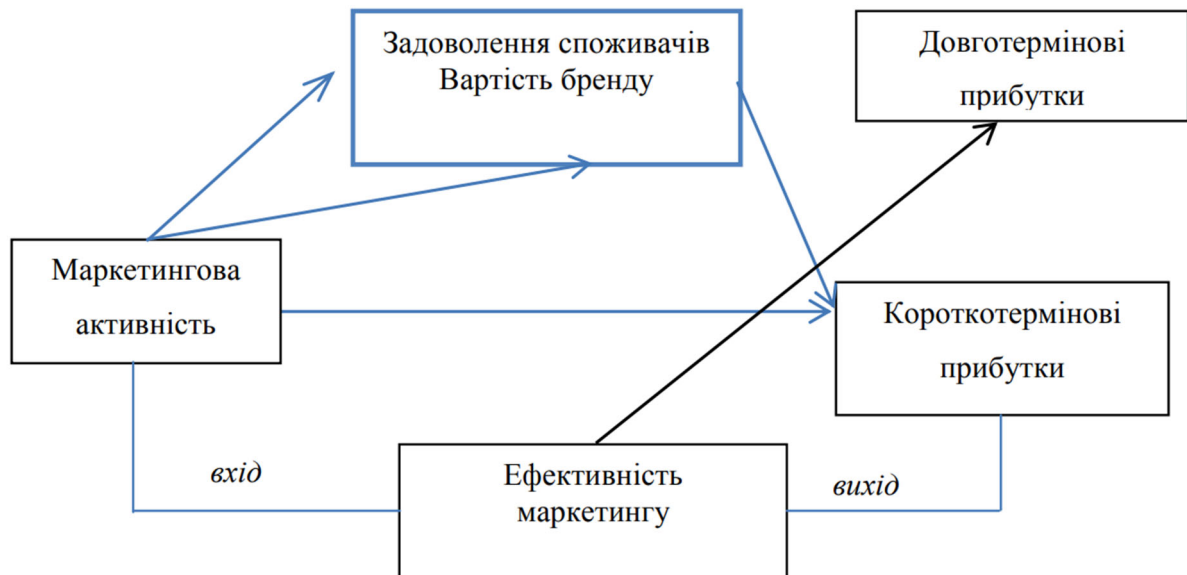 Задоволення споживачів
Вартість бренду
Довготермінові
прибутки
Маркетингова
активність
Короткотермінові
прибутки
вхід
Ефективність
маркетингу
вихід